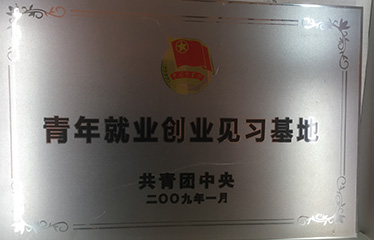 青年就业创业见习基地
共青团中央
二〇〇九年一月